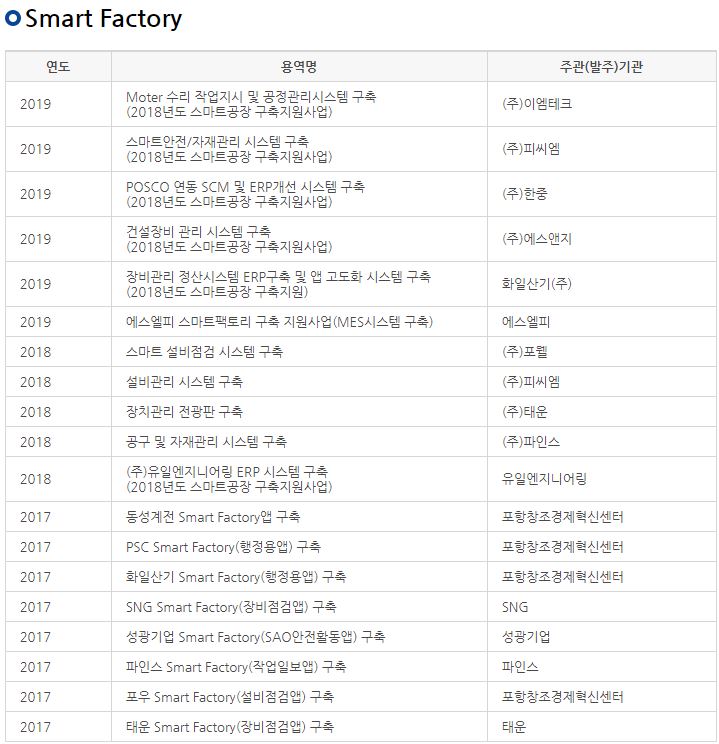 Smart Factory
연도 용역명 주관(발주)기관
2019 Moter 수리 작업지시 및 공정관리시스템 구축 (주)이엠테크
(2018년도 스마트공장 구축지원사업)
2019 스마트안전/자재관리 시스템 구축 (주)피씨엠
(2018년도 스마트공장 구축지원사업)
2019 POSCO 연동 SCM 및 ERP개선 시스템 구축 (주)한중
(2018년도 스마트공장 구축지원사업)
2019 건설장비 관리 시스템 구축 (주)에스앤지
(2018년도 스마트공장 구축지원사업)
2019 장비관리 정산시스템 ERP구축 및 앱 고도화 시스템 구축 화일산기(주)
(2018년도 스마트공장 구축지원)
2019 에스엘피 스마트팩토리 구축 지원사업(MES시스템 구축) 에스엘피
2018 스마트 설비점검 시스템 구축 (주)포웰
2018 설비관리 시스템 구축 (주)피씨엠
2018 장치관리 전광판 구축 (주)태운
2018 공구 및 자재관리 시스템 구축 (주)파인스
2018 (주)유일엔지니어링 ERP 시스템 구축 유일엔지니어링
(2018년도 스마트공장 구축지원사업)
2017 동성계전 Smart Factory앱 구축 포항창조경제혁신센터
2017 PSC Smart Factory(행정용앱) 구축 포항창조경제혁신센터
2017 화일산기 Smart Factory(행정용앱) 구축 포항창조경제혁신센터
2017 SNG Smart Factory(장비점검앱) 구축 SNG
2017 성광기업 Smart Factory(SAO안전활동앱) 구축 성광기업
2017 파인스 Smart Factory(작업일보앱) 구축 파인스
2017 포우 Smart Factory(설비점검앱) 구축 포항창조경제혁신센터
2017 태운 Smart Factory(장비점검앱) 구축 태운